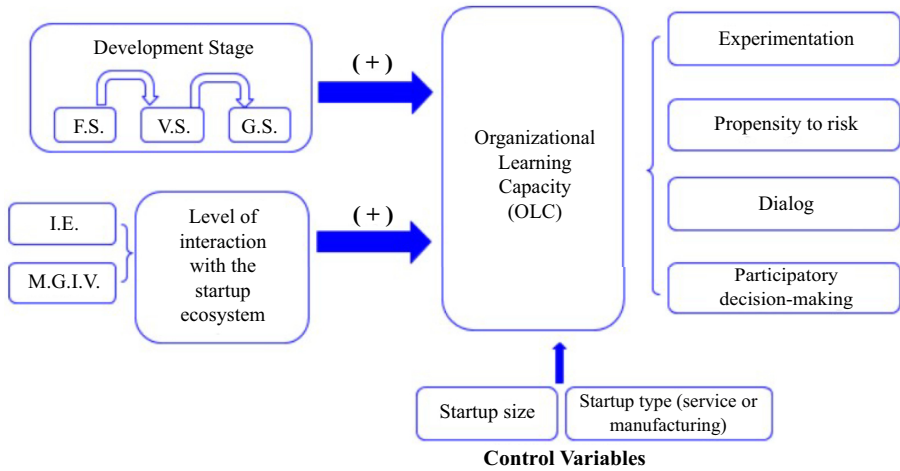 Development Stage
F.S.
V.S.
G.S.
( + )
I.E.
M.G.I.V.
Level of
interaction
with the
startup
ecosystem
( + )
Organizational
Learning
Capacity
(OLC)
Experimentation
Propensity to risk
Dialog
Participatory
decision-making
Startup size
Startup type (service or
manufacturing)
Control Variables